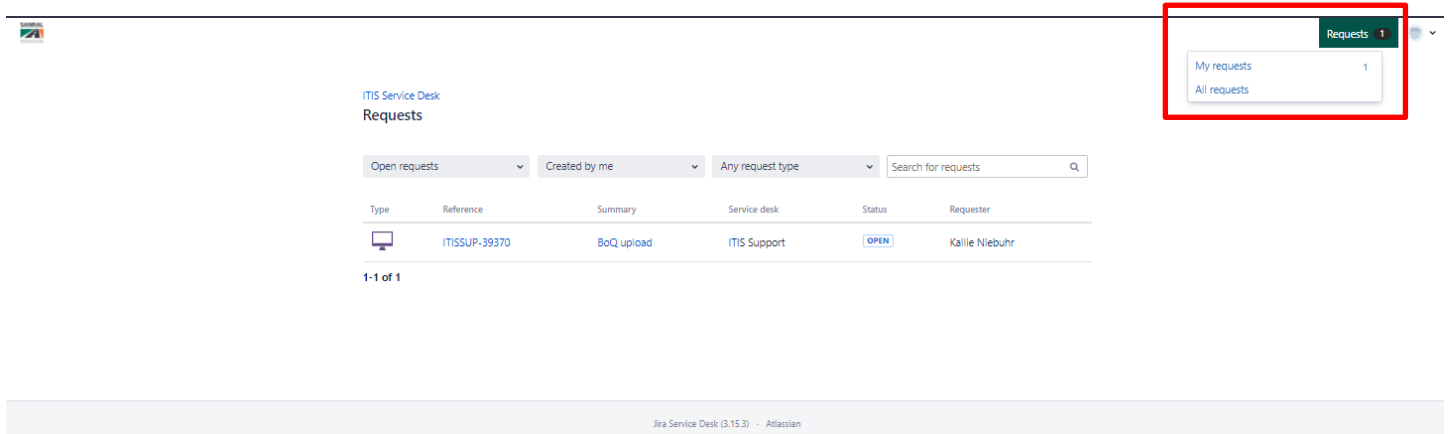 SANRAL
Requests 1
My requests 1
All requests
ITIS Service Desk
Requests
Open requests Created by me Any request type Search for requests
Type Reference Summary Service desk Status Requester
ITISSUP-39370 BoQ upload ITIS Support OPEN Kallie Niebuhr
1-1 of 1
Jira Service Desk (3.15.3) · Atlassian